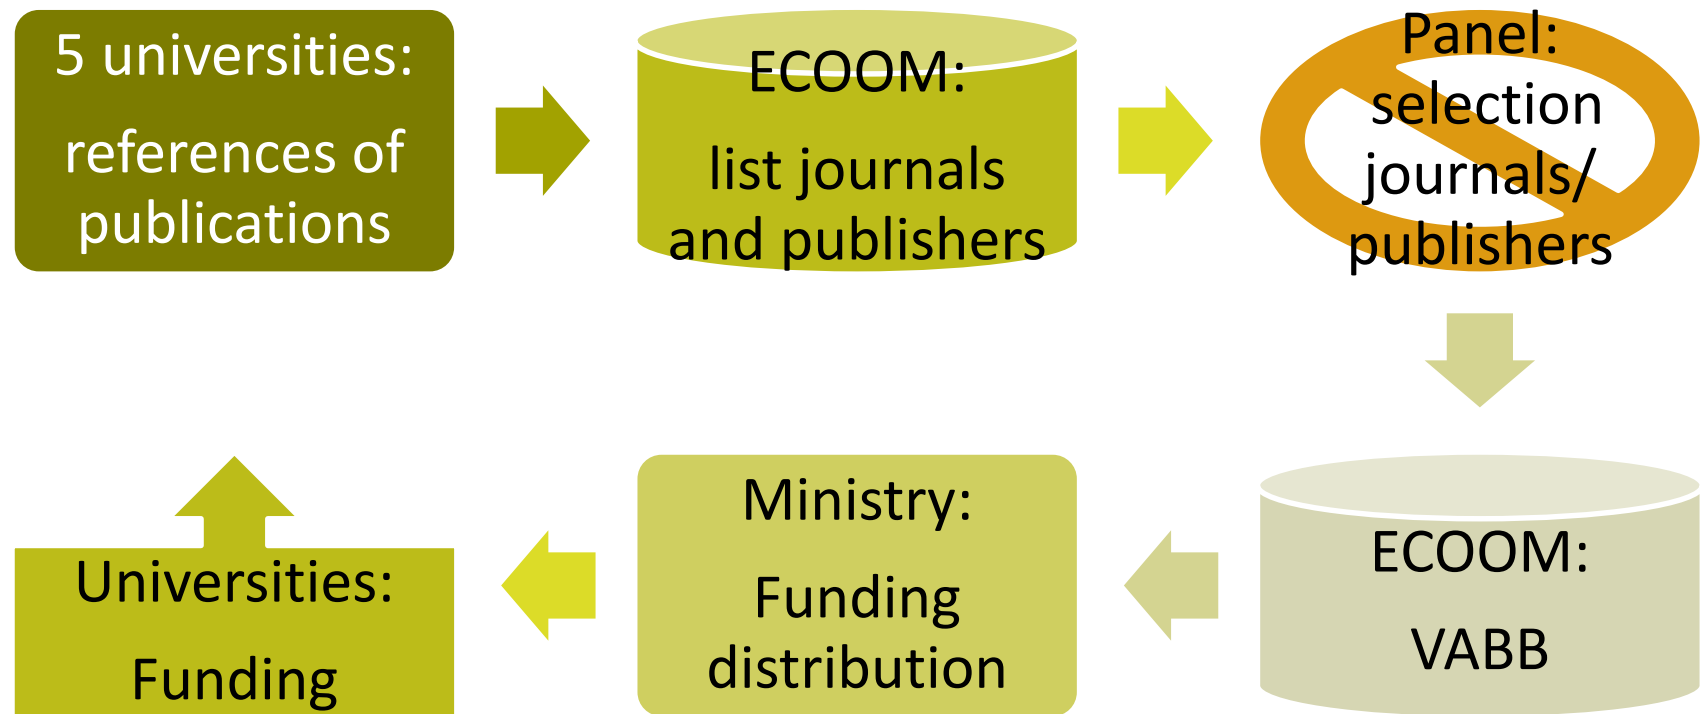 5 universities:
references of
publications
ECOOM:
list journals
and publishers
Panel:
selection
journals/
publishers
ECOOM:
VABB
Ministry:
Funding
distribution
Universities:
Funding